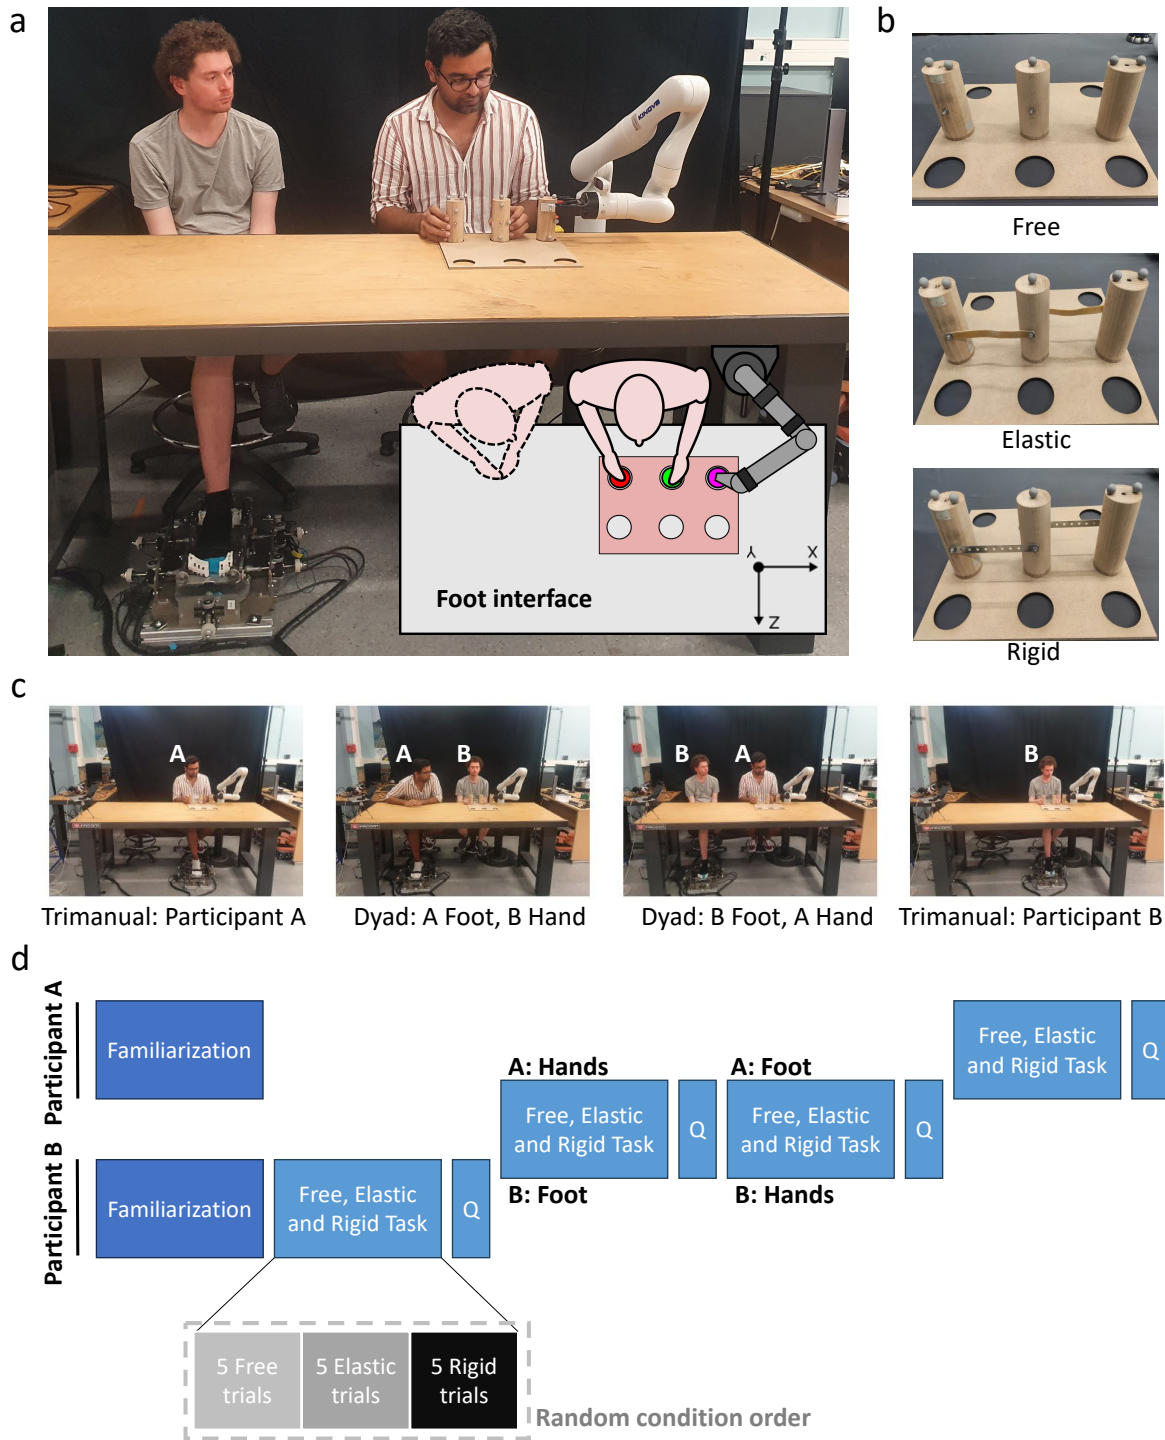 a
b
KINOVA
Foot interface
X
Y
Z
Free
Elastic
Rigid
c
A
A
B
B
A
B
Trimanual: Participant A
Dyad: A Foot, B Hand
Dyad: B Foot, A Hand
Trimanual: Participant B
d
Participant A
Familiarization
Free, Elastic
and Rigid Task
Q
A: Hands
A: Foot
Free, Elastic
and Rigid Task
Q
Free, Elastic
and Rigid Task
Q
B: Foot
B: Hands
Participant B
Familiarization
Free, Elastic
and Rigid Task
Q
5 Free
trials
5 Elastic
trials
5 Rigid
trials
Random condition order